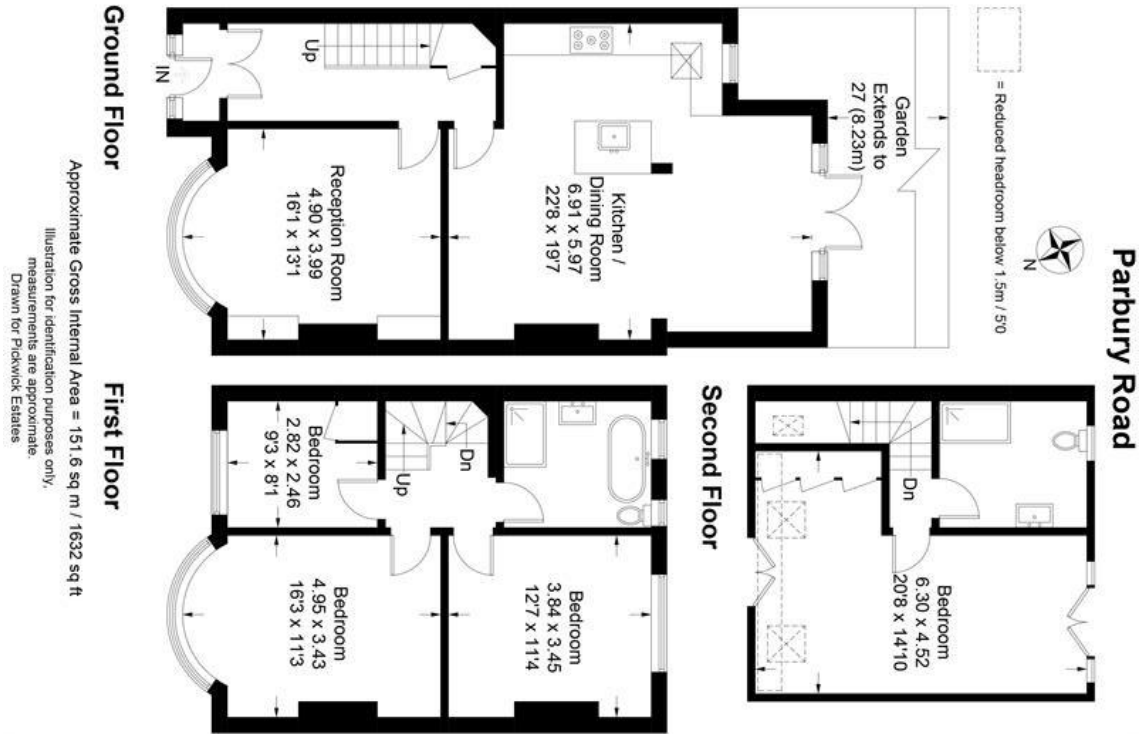 Parbury Road
N
= Reduced headroom below 1.5m / 5'0
Garden
Extends to
27 (8.23m)
Kitchen /
Dining Room
6.91 x 5.97
22'8 x 19'7
Up
Reception Room
4.90 x 3.99
16'1 x 13'1
IN
Ground Floor
Dn
Up
Bedroom
2.82 x 2.46
9'3 x 8'1
Bedroom
3.84 x 3.45
12'7 x 11'4
Bedroom
4.95 x 3.43
16'3 x 11'3
First Floor
Dn
Bedroom
6.30 x 4.52
20'8 x 14'10
Second Floor
Approximate Gross Internal Area = 151.6 sq m / 1632 sq ft
Illustration for identification purposes only,
measurements are approximate.
Drawn for Pickwick Estates